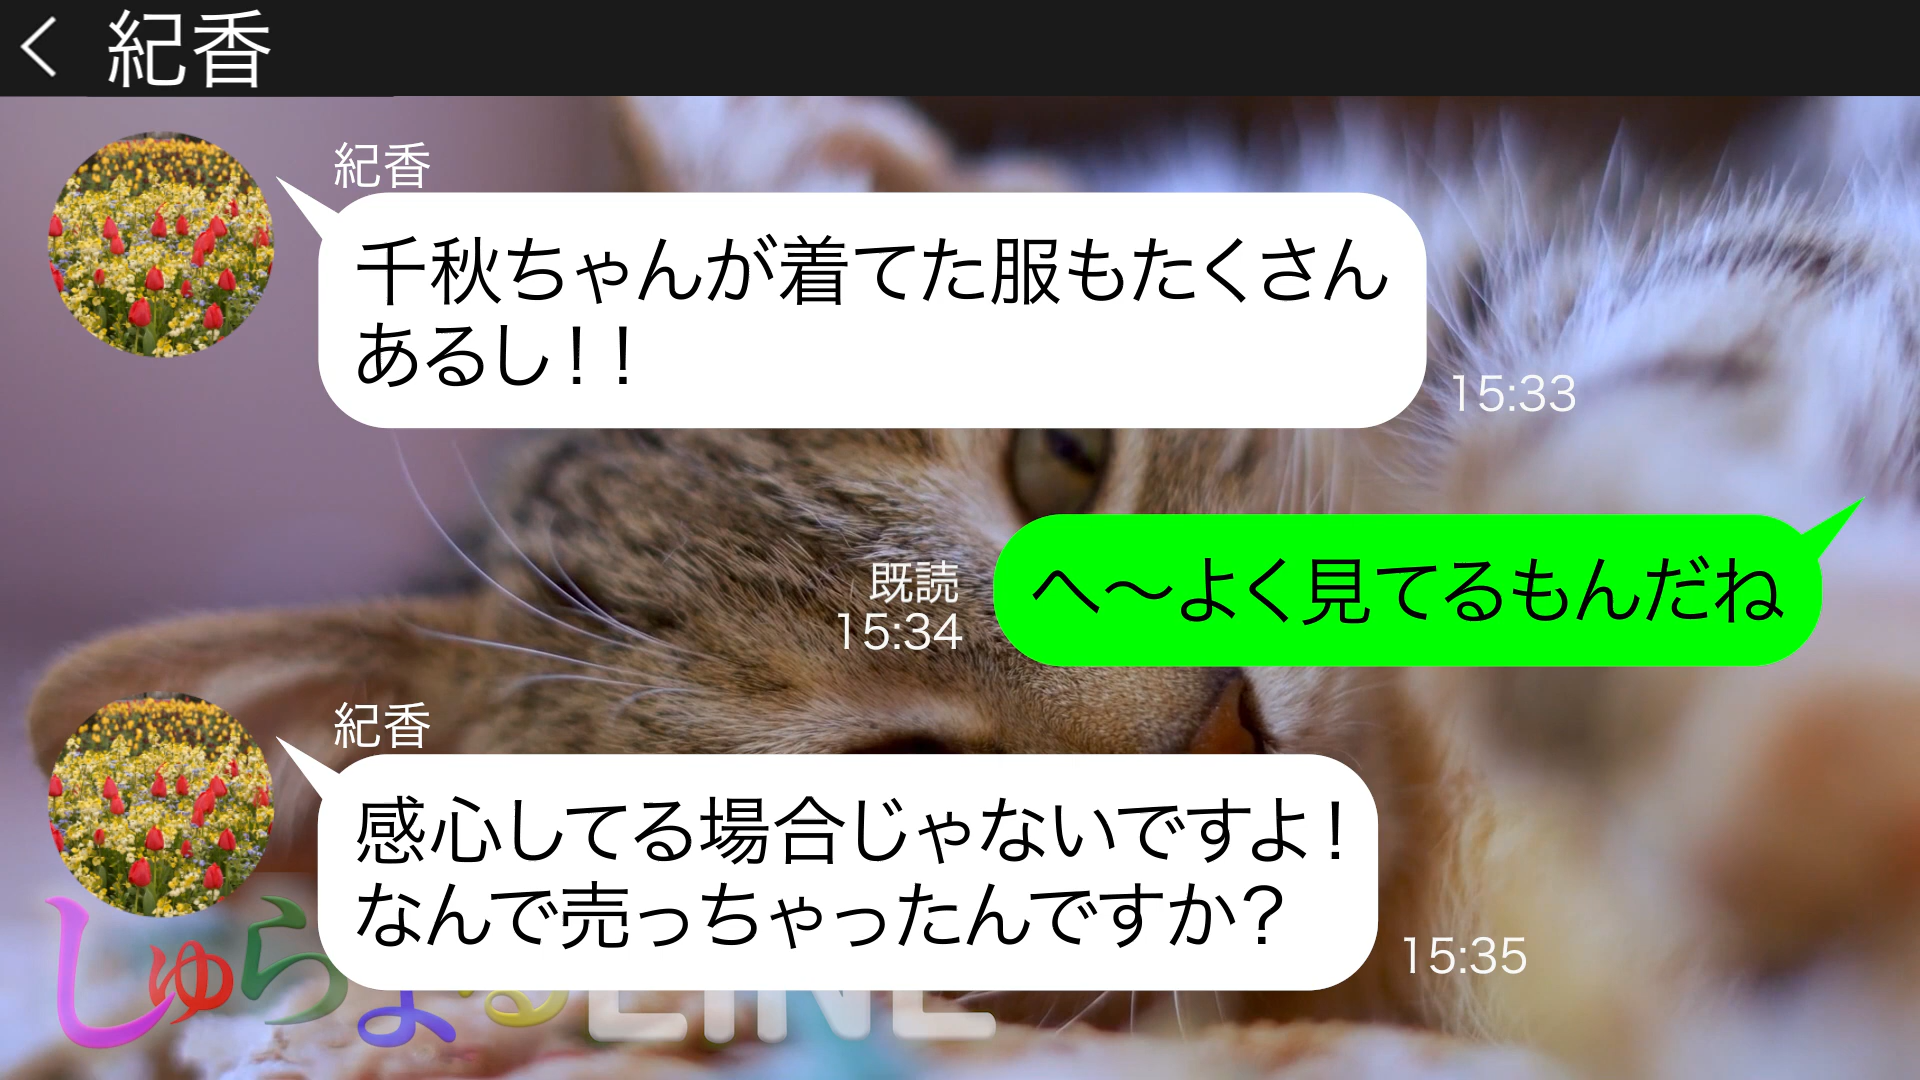 紀香
紀香
千秋ちゃんが着てた服もたくさん
あるし！！
15:33
へ〜よく見てるもんだね
既読
15:34
紀香
感心してる場合じゃないですよ！
なんで売っちゃったんですか？
15:35
しゅらよるLINE